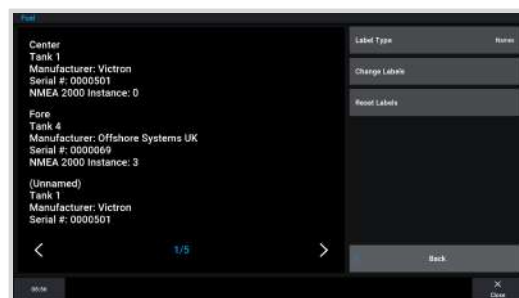 Fuel
Center
Tank 1
Manufacturer: Victron
Serial #: 0000501
NMEA 2000 Instance: 0
Fore
Tank 4
Manufacturer: Offshore Systems UK
Serial #: 0000069
NMEA 2000 Instance: 3
(Unnamed)
Tank 1
Manufacturer: Victron
Serial #: 0000501
1/5
Label Type Names
Change Labels
Reset Labels
Back
Close